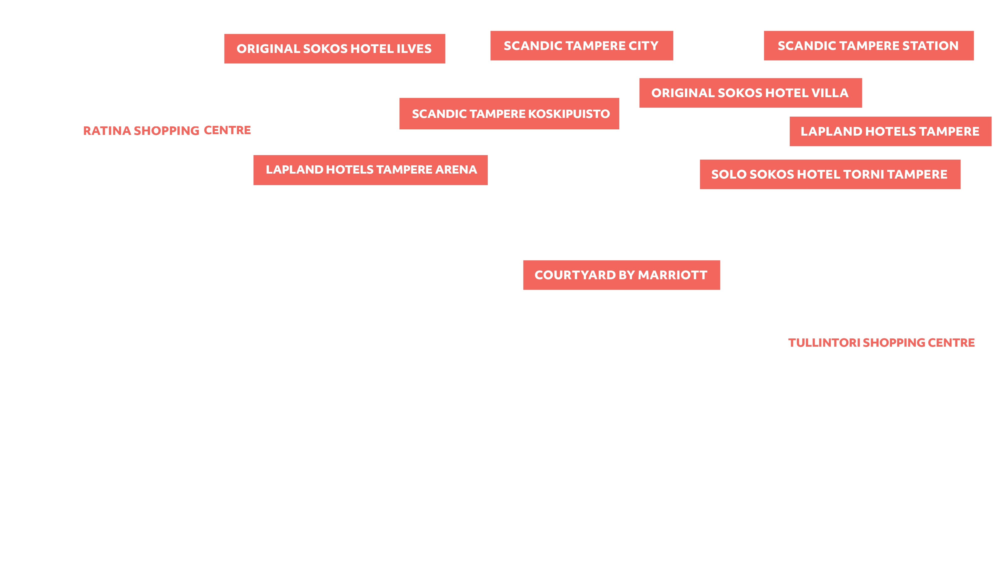 ORIGINAL SOKOS HOTEL ILVES
SCANDIC TAMPERE CITY
SCANDIC TAMPERE STATION
ORIGINAL SOKOS HOTEL VILLA
SCANDIC TAMPERE KOSKIPUISTO
RATINA SHOPPING CENTRE
LAPLAND HOTELS TAMPERE
LAPLAND HOTELS TAMPERE ARENA
SOLO SOKOS HOTEL TORNI TAMPERE
COURTYARD BY MARRIOTT
TULLINTORI SHOPPING CENTRE